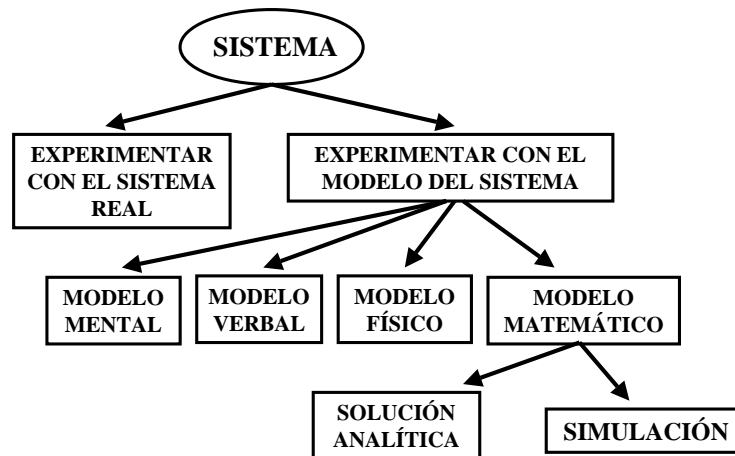 SISTEMA
EXPERIMENTAR
CON EL SISTEMA
REAL
EXPERIMENTAR CON EL
MODELO DEL SISTEMA
MODELO
MENTAL
MODELO
VERBAL
MODELO
FÍSICO
MODELO
MATEMÁTICO
SOLUCIÓN
ANALÍTICA
SIMULACIÓN